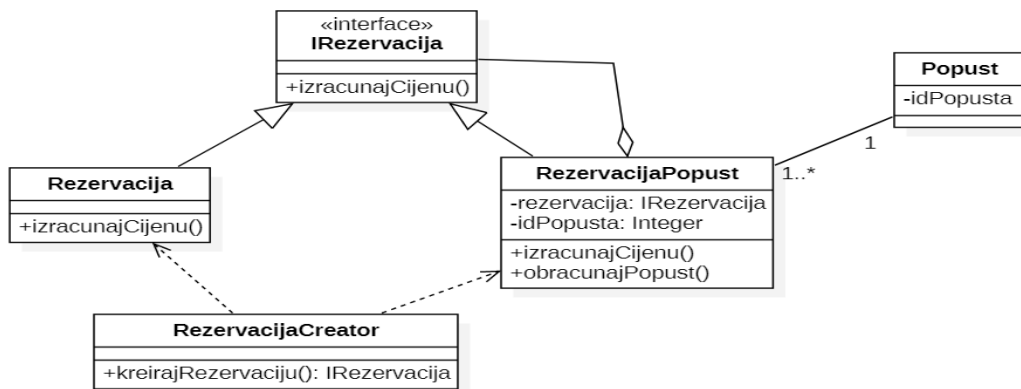 «interface»
IRezervacija
+izracunajCijenu()
Popust
-idPopusta
1
1..*
Rezervacija
+izracunajCijenu()
RezervacijaPopust
-rezervacija: IRezervacija
-idPopusta: Integer
+izracunajCijenu()
+obracunajPopust()
RezervacijaCreator
+kreirajRezervaciju(): IRezervacija